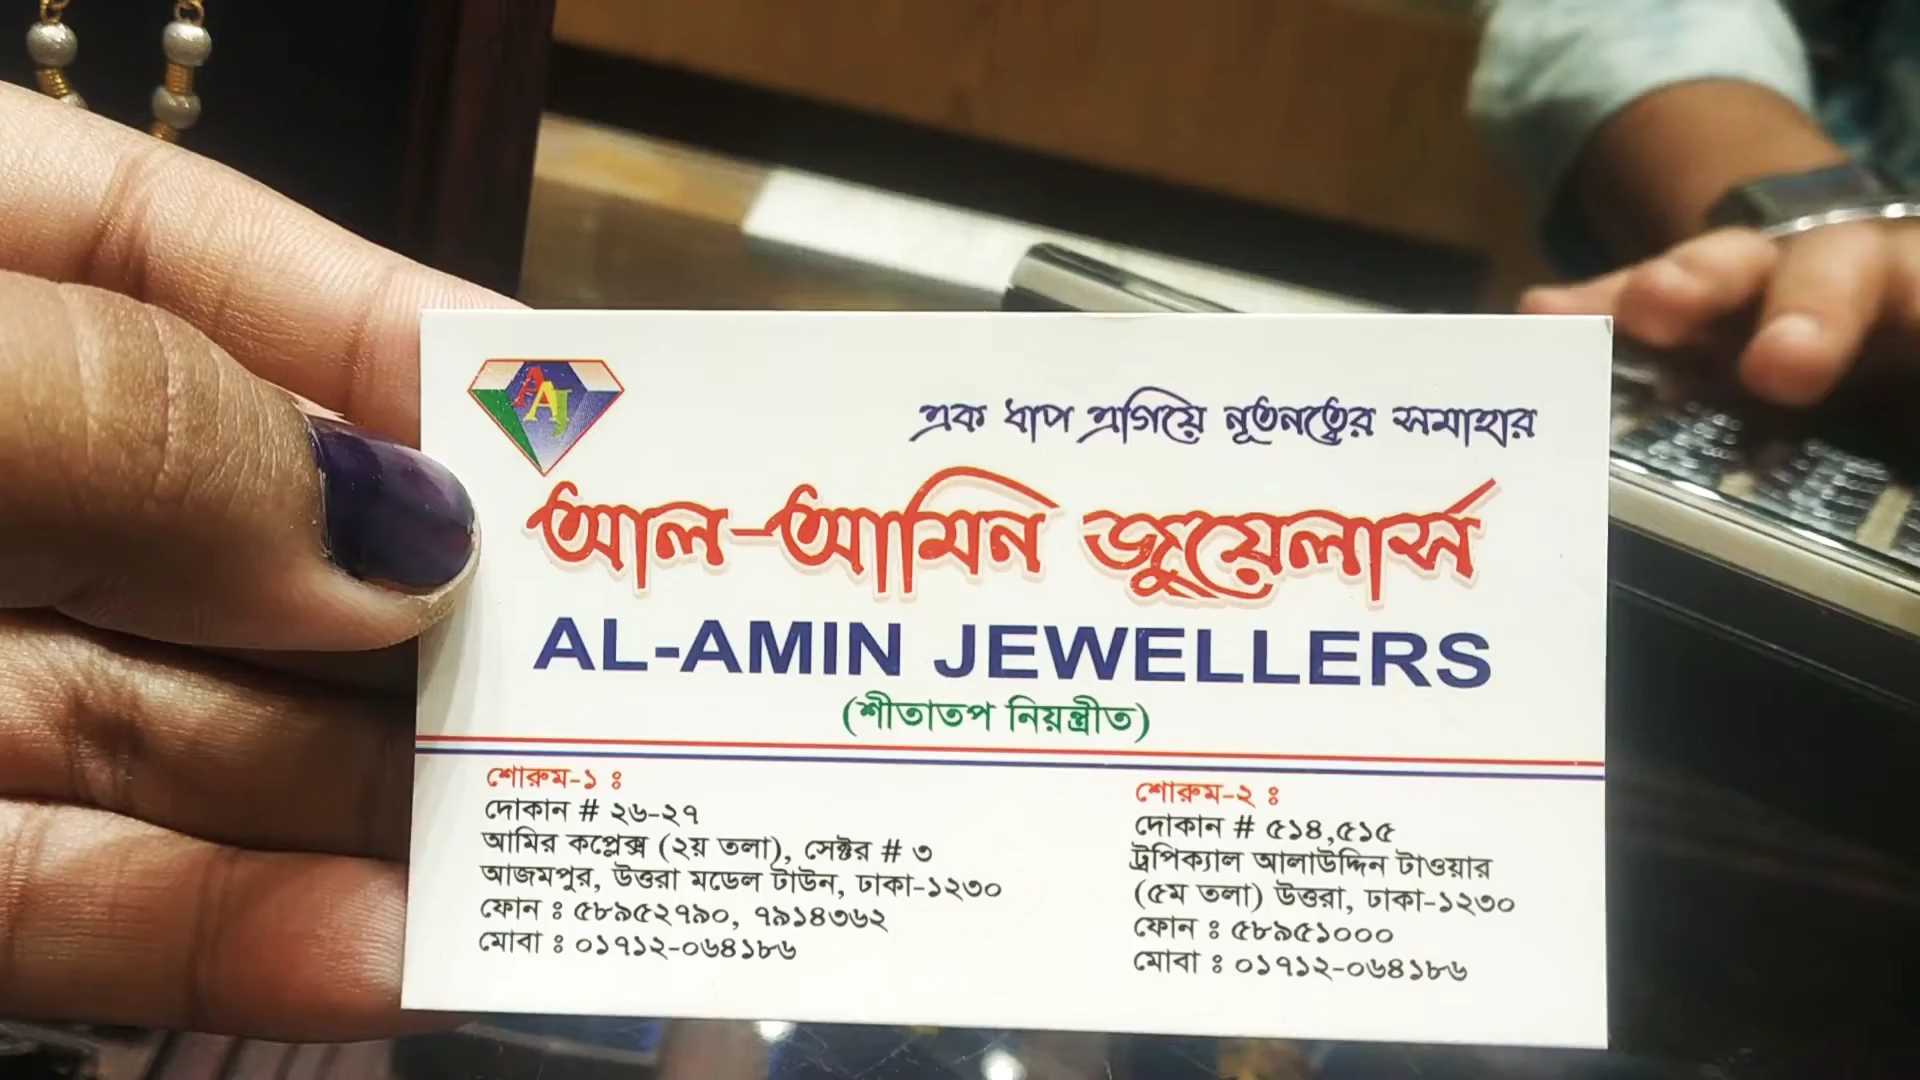 AAJ
এক ধাপ এগিয়ে নূতনত্বের সমাহার
আল-আমিন জুয়েলার্স
AL-AMIN JEWELLERS
(শীতাতপ নিয়ন্ত্রীত)
শোরুম-১ ঃ
দোকান # ২৬-২৭
আমির কপ্লেক্স (২য় তলা), সেক্টর # ৩
আজমপুর, উত্তরা মডেল টাউন, ঢাকা-১২৩০
ফোন ঃ ৫৮৯৫২৭৯০, ৭৯১৪৩৬২
মোবা ঃ ০১৭১২-০৬৪১৮৬
শোরুম-২ ঃ
দোকান # ৫১৪,৫১৫
ট্রপিক্যাল আলাউদ্দিন টাওয়ার
(৫ম তলা) উত্তরা, ঢাকা-১২৩০
ফোন ঃ ৫৮৯৫১০০০
মোবা ঃ ০১৭১২-০৬৪১৮৬